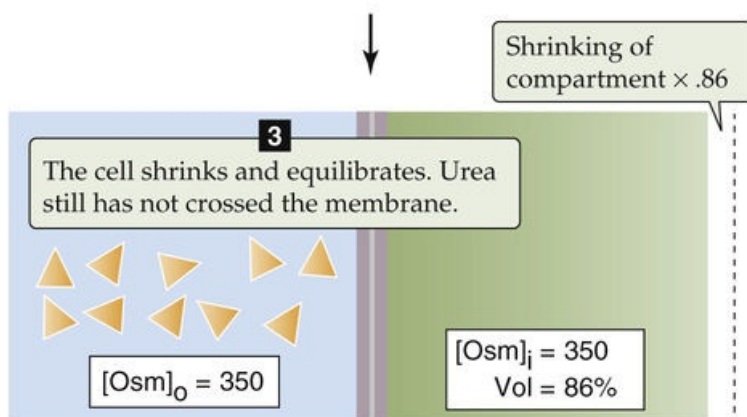 Shrinking of
compartment × .86
3
The cell shrinks and equilibrates. Urea
still has not crossed the membrane.
[Osm]o = 350
[Osm]i = 350
Vol = 86%